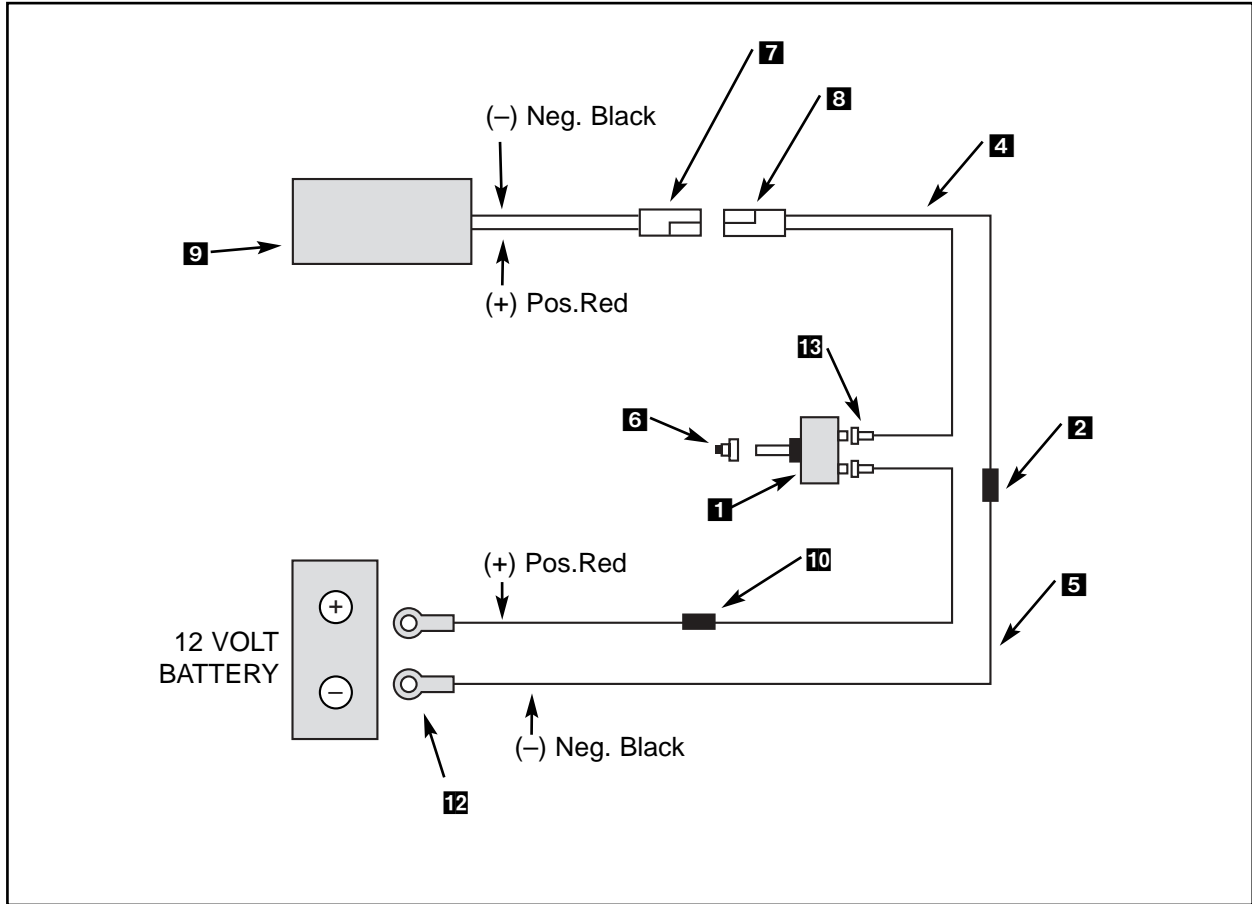 7
8
(–) Neg. Black
4
9
(+) Pos.Red
13
6
2
1
(+) Pos.Red
10
5
+
12 VOLT
BATTERY
–
(–) Neg. Black
12